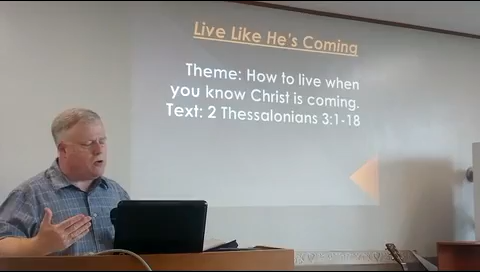 Live Like He's Coming
Theme: How to live when
you know Christ is coming.
Text: 2 Thessalonians 3:1-18